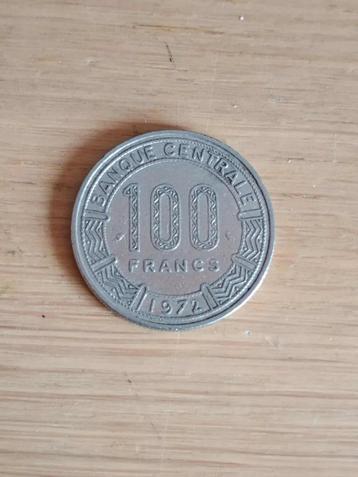 BANQUE CENTRALE
100
FRANCS
1972